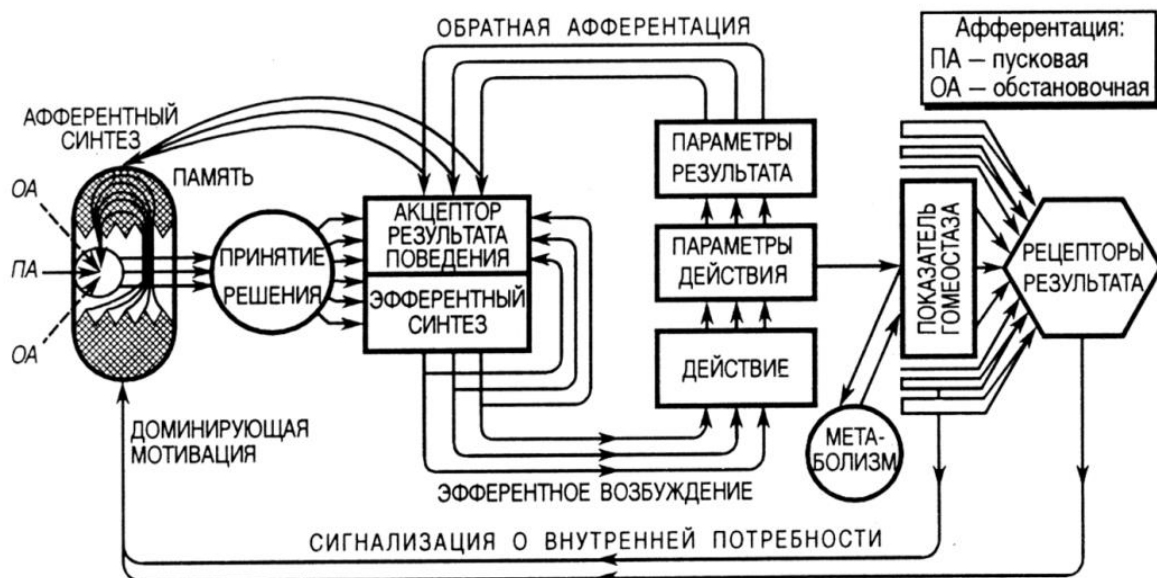 ОБРАТНАЯ АФФЕРЕНТАЦИЯ
Афферентация:
ПА – пусковая
ОА – обстановочная
АФФЕРЕНТНЫЙ
СИНТЕЗ
ОА
ПА
ОА
ПАМЯТЬ
ПРИНЯТИЕ
РЕШЕНИЯ
АКЦЕПТОР
РЕЗУЛЬТАТА
ПОВЕДЕНИЯ
ЭФФЕРЕНТНЫЙ
СИНТЕЗ
ПАРАМЕТРЫ
РЕЗУЛЬТАТА
ПАРАМЕТРЫ
ДЕЙСТВИЯ
ДЕЙСТВИЕ
ПОКАЗАТЕЛЬ
ГОМЕОСТАЗА
РЕЦЕПТОРЫ
РЕЗУЛЬТАТА
МЕТА-
БОЛИЗМ
ДОМИНИРУЮЩАЯ
МОТИВАЦИЯ
ЭФФЕРЕНТНОЕ ВОЗБУЖДЕНИЕ
СИГНАЛИЗАЦИЯ О ВНУТРЕННЕЙ ПОТРЕБНОСТИ